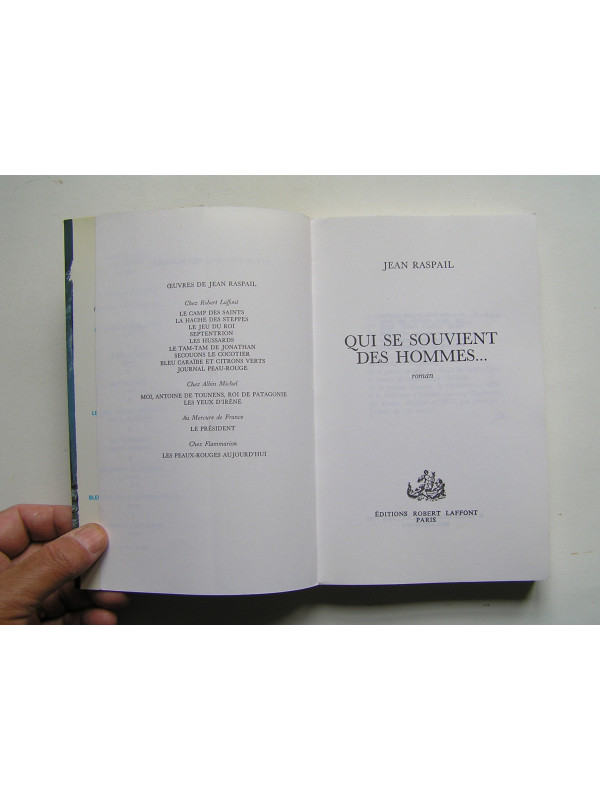 ŒUVRES DE JEAN RASPAIL
Chez Robert Laffont
LE CAMP DES SAINTS
LA HACHE DES STEPPES
LE JEU DU ROI
SEPTENTRION
LES HUSSARDS
LE TAM-TAM DE JONATHAN
SECOUONS LE COCOTIER
BLEU CARAÏBE ET CITRONS VERTS
JOURNAL PEAU-ROUGE
Chez Albin Michel
MOI, ANTOINE DE TOUNENS, ROI DE PATAGONIE
LES YEUX D'IRÈNE
Au Mercure de France
LE PRÉSIDENT
Chez Flammarion
LES PEAUX-ROUGES AUJOURD'HUI
LE
BLEU
JEAN RASPAIL
QUI SE SOUVIENT
DES HOMMES...
roman
ÉDITIONS ROBERT LAFFONT
PARIS